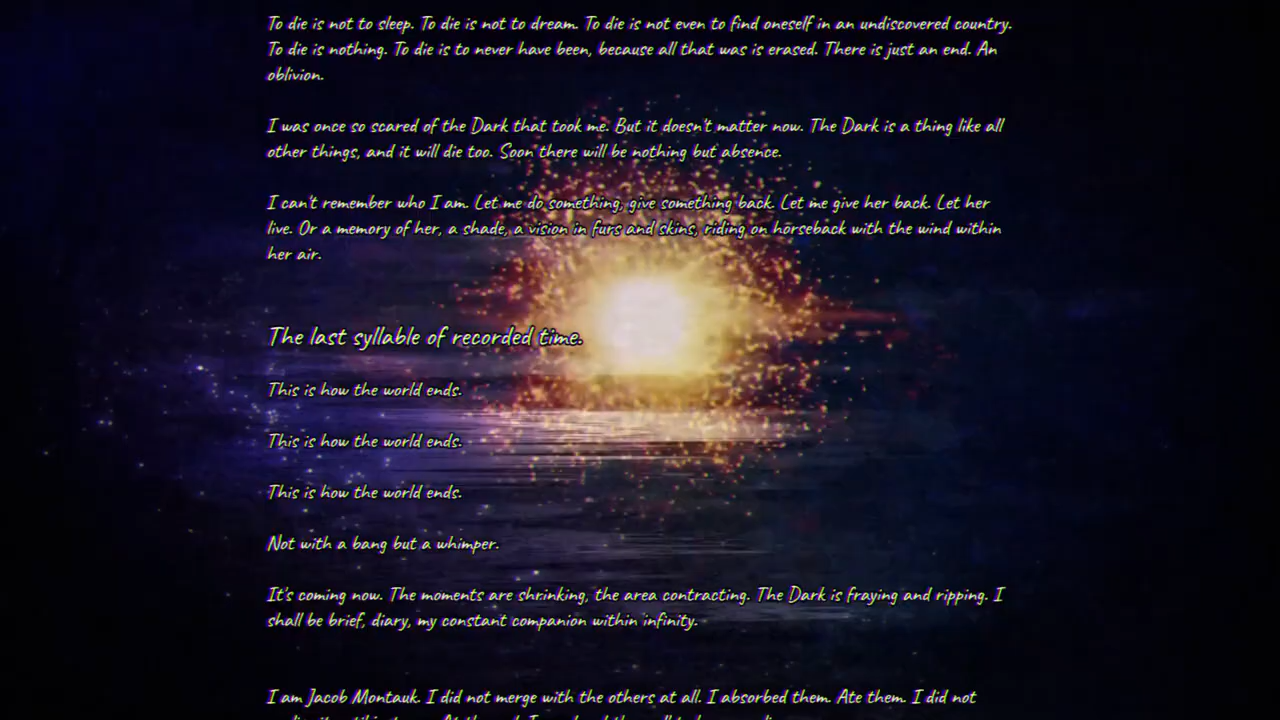 To die is not to sleep. To die is not to dream. To die is not even to find oneself in an undiscovered country.
To die is nothing. To die is to never have been, because all that was is erased. There is just an end. An
oblivion.
I was once so scared of the Dark that took me. But it doesn't matter now. The Dark is a thing like all
other things, and it will die too. Soon there will be nothing but absence.
I can't remember who I am. Let me do something, give something back. Let me give her back. Let her
live. Or a memory of her, a shade, a vision in furs and skins, riding on horseback with the wind within
her air.
The last syllable of recorded time.
This is how the world ends.
This is how the world ends.
This is how the world ends.
Not with a bang but a whimper.
It's coming now. The moments are shrinking, the area contracting. The Dark is fraying and ripping. I
shall be brief, diary, my constant companion within infinity.
I am Jacob Montauk. I did not merge with the others at all. I absorbed them. Ate them. I did not